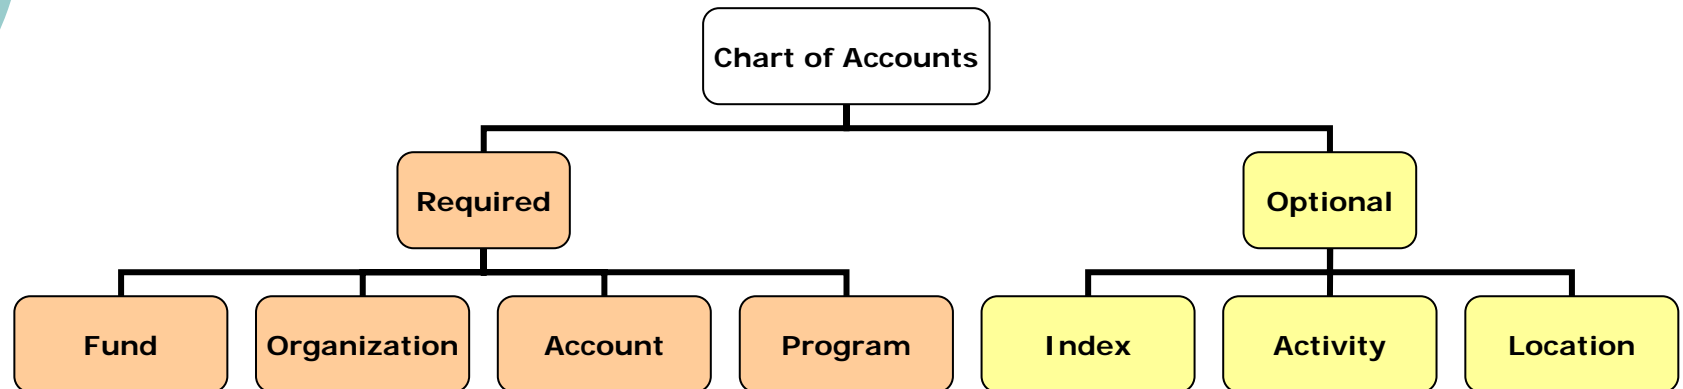 Chart of Accounts
Required
Optional
Fund
Organization
Account
Program
Index
Activity
Location